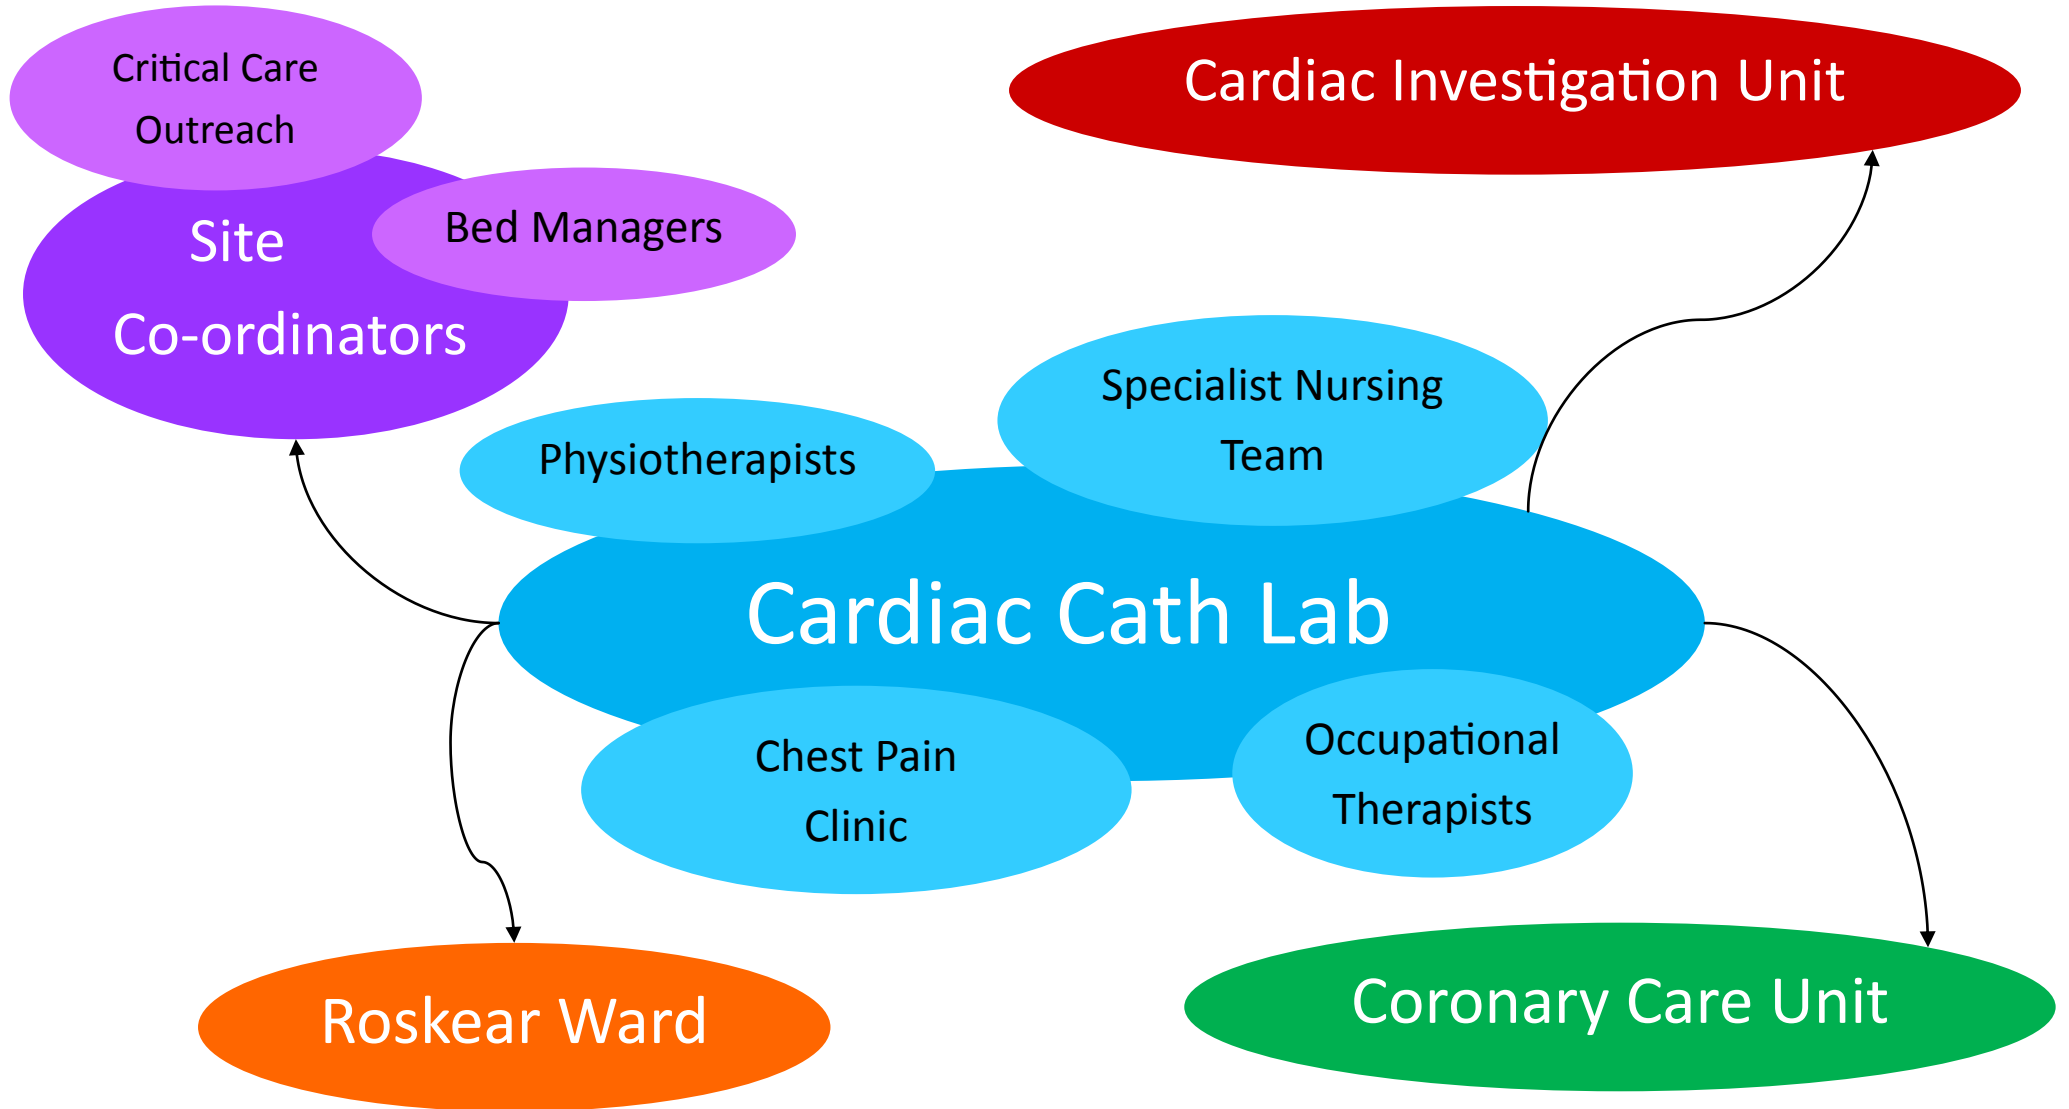 Critical Care
Outreach
Cardiac Investigation Unit
Site
Co-ordinators
Bed Managers
Specialist Nursing
Team
Physiotherapists
Cardiac Cath Lab
Chest Pain
Clinic
Occupational
Therapists
Roskear Ward
Coronary Care Unit